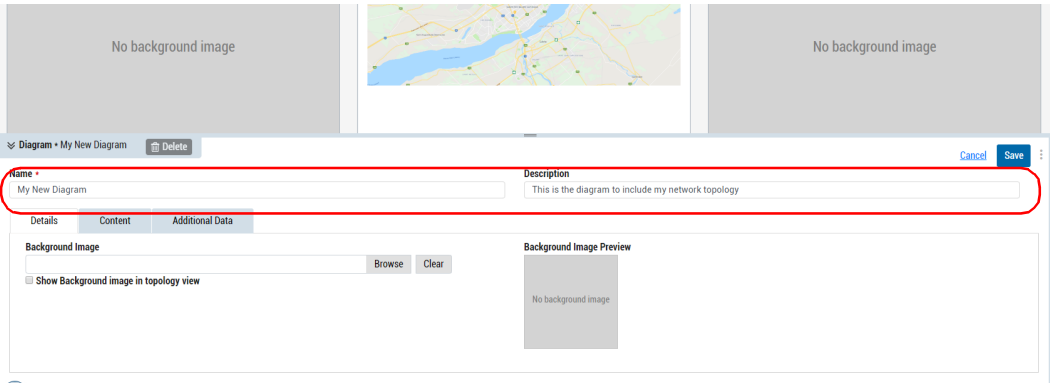 No background image
No background image
Diagram • My New Diagram
Delete
Cancel
Save
Name *
Description
My New Diagram
This is the diagram to include my network topology
Details
Content
Additional Data
Background Image
Background Image Preview
Browse
Clear
Show Background image in topology view
No background image